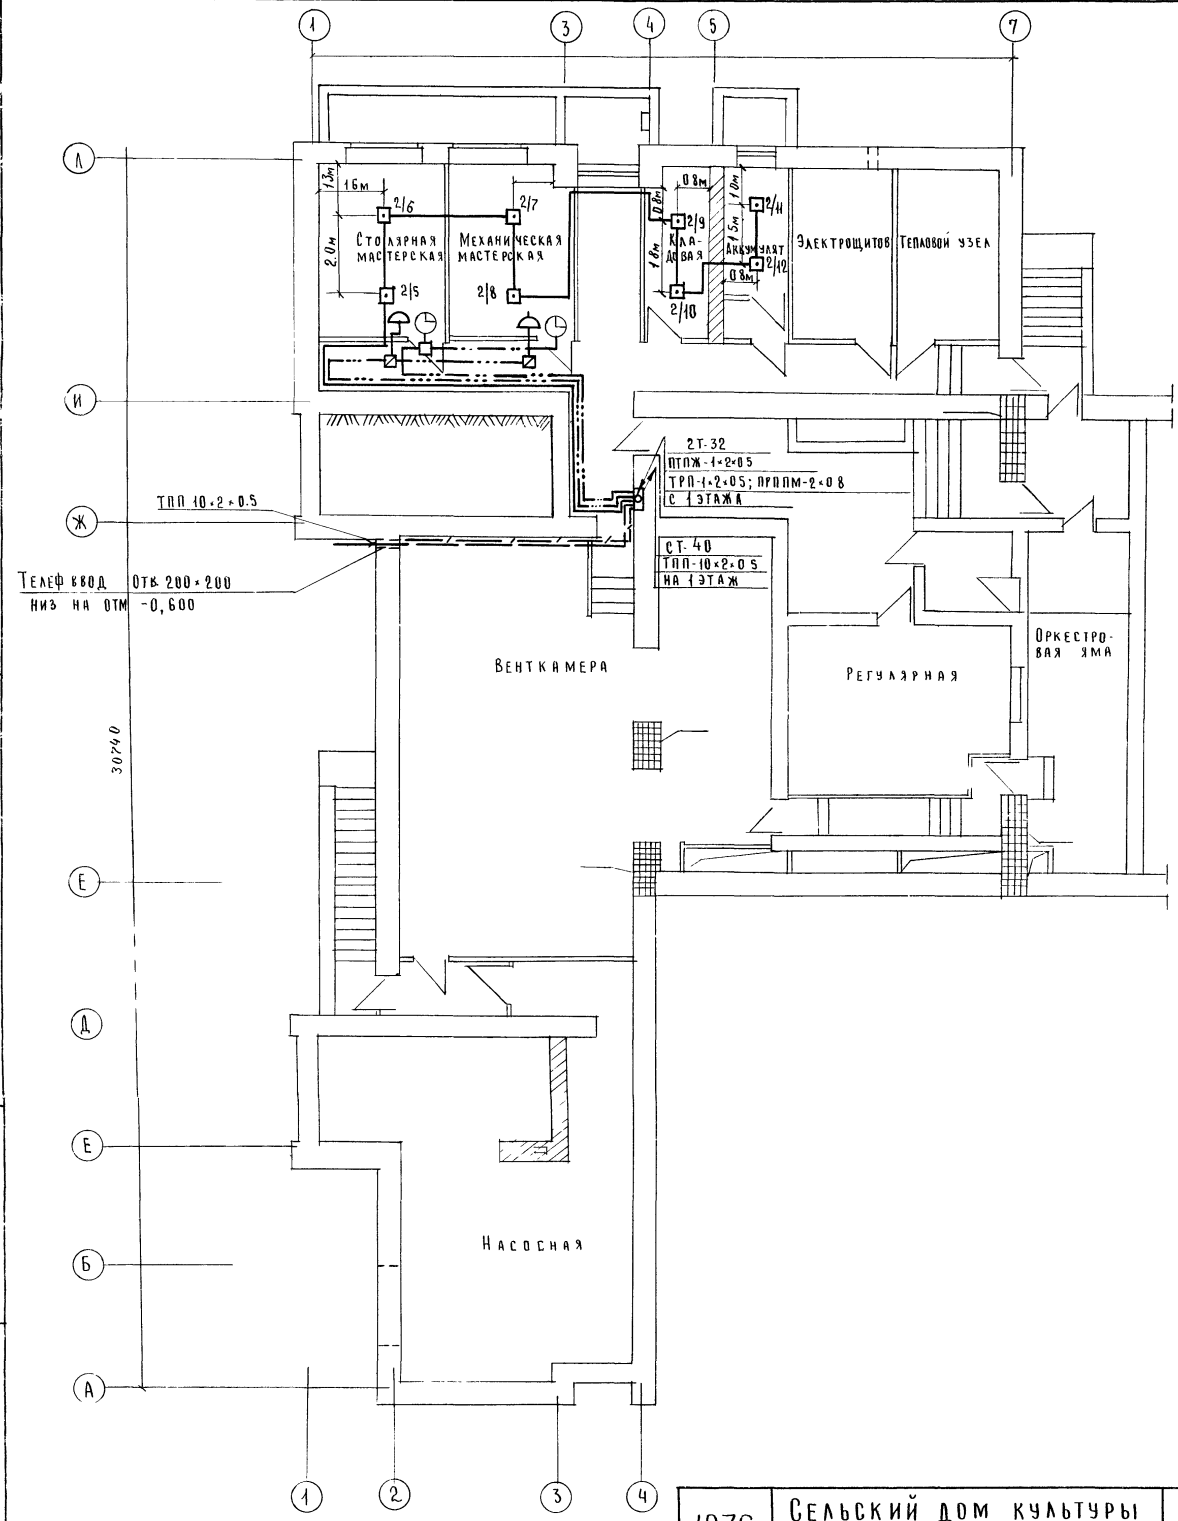 1
3
4
5
7
Л
1.3м
1.6м
2/6
2/7
0.8м
0.8м
1.0м
2/11
2/9
Столярная
мастерская
2.0м
Механическая
мастерская
Кла-
довая
1.8м
1.5м
Аккумулят
2/12
0.8м
Электрощитов
Тепловой узел
2/5
2/8
2/10
И
2Т-32
ПТПЖ-1×2×0.5
ТРП-1×2×0.5; ПРППМ-2×0.8
с 1 этажа
ТПП 10×2×0.5
Ж
СТ-40
ТПП-10×2×0.5
на 1 этаж
Телеф ввод Отв. 200×200
низ на отм -0,600
Оркестро-
вая яма
Венткамера
Регулярная
30740
Е
Д
Е
Насосная
Б
А
1
2
3
4
Сельский дом культуры